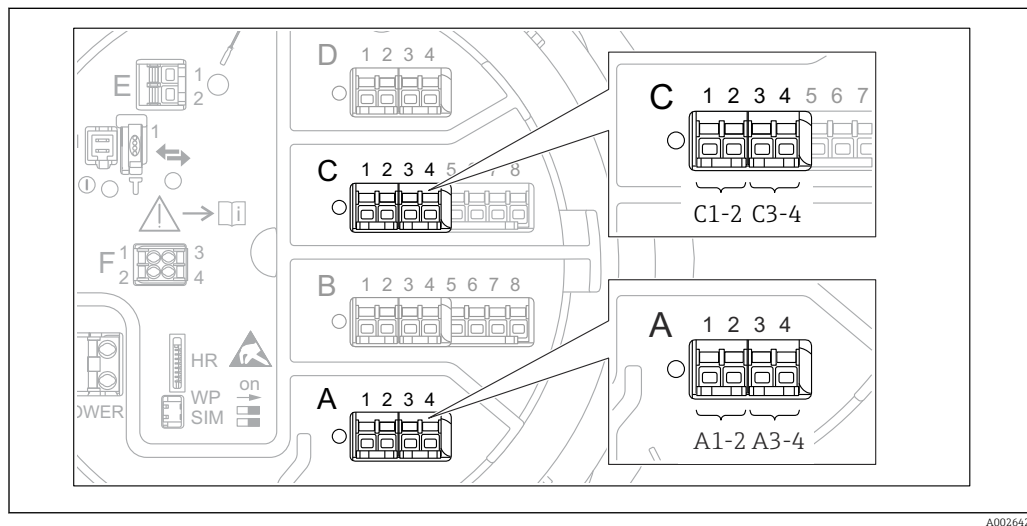 D 1 2 3 4
E 1
2
1
C 1 2 3 4 5 6 7 8
C 1 2 3 4 5 6 7
C1-2 C3-4
i
F 1 3
2 4
B 1 2 3 4 5 6 7 8
A 1 2 3 4
A1-2 A3-4
HR
WP on
SIM
OWER
A 1 2 3 4